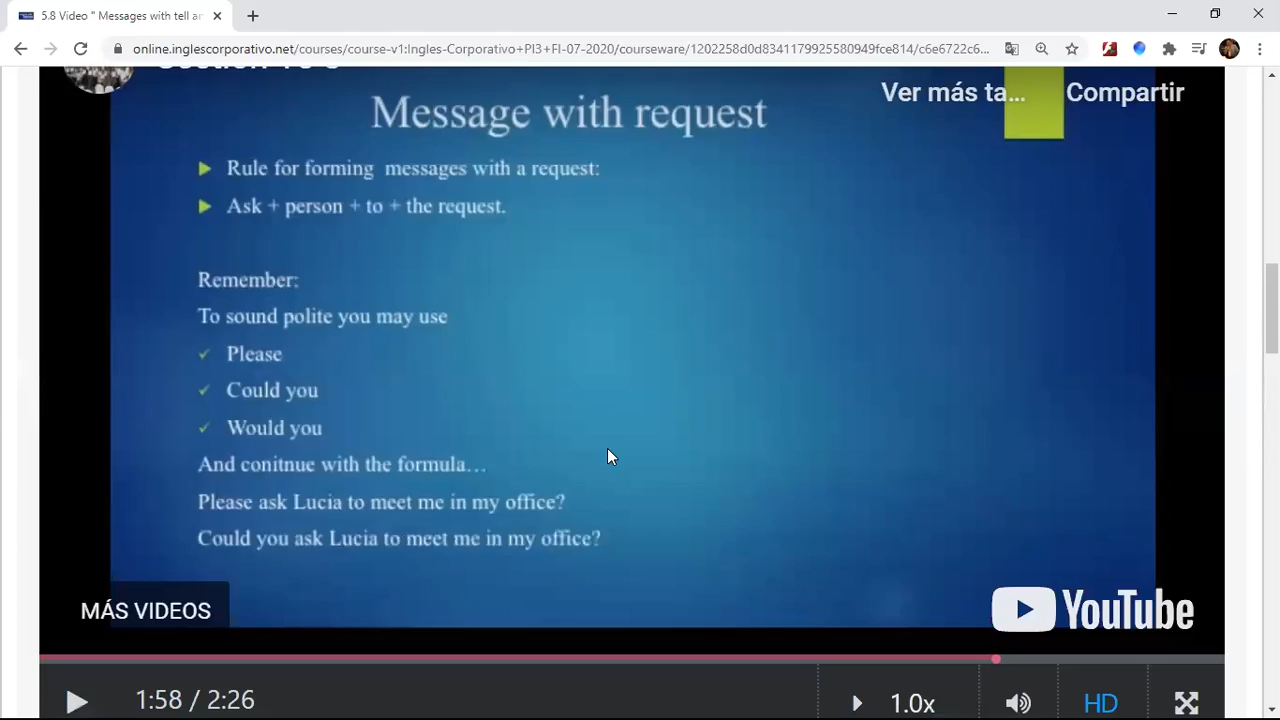 5.8 Video " Messages with tell an
online.inglescorporativo.net/courses/course-v1:Ingles-Corporativo+PI3+FI-07-2020/courseware/1202258d0d8341179925580949fce814/c6e6722c6...
Ver más ta... Compartir
Message with request
Rule for forming messages with a request:
Ask + person + to + the request.
Remember:
To sound polite you may use
Please
Could you
Would you
And conitnue with the formula…
Please ask Lucia to meet me in my office?
Could you ask Lucia to meet me in my office?
MÁS VIDEOS
YouTube
1:58 / 2:26
1.0x
HD